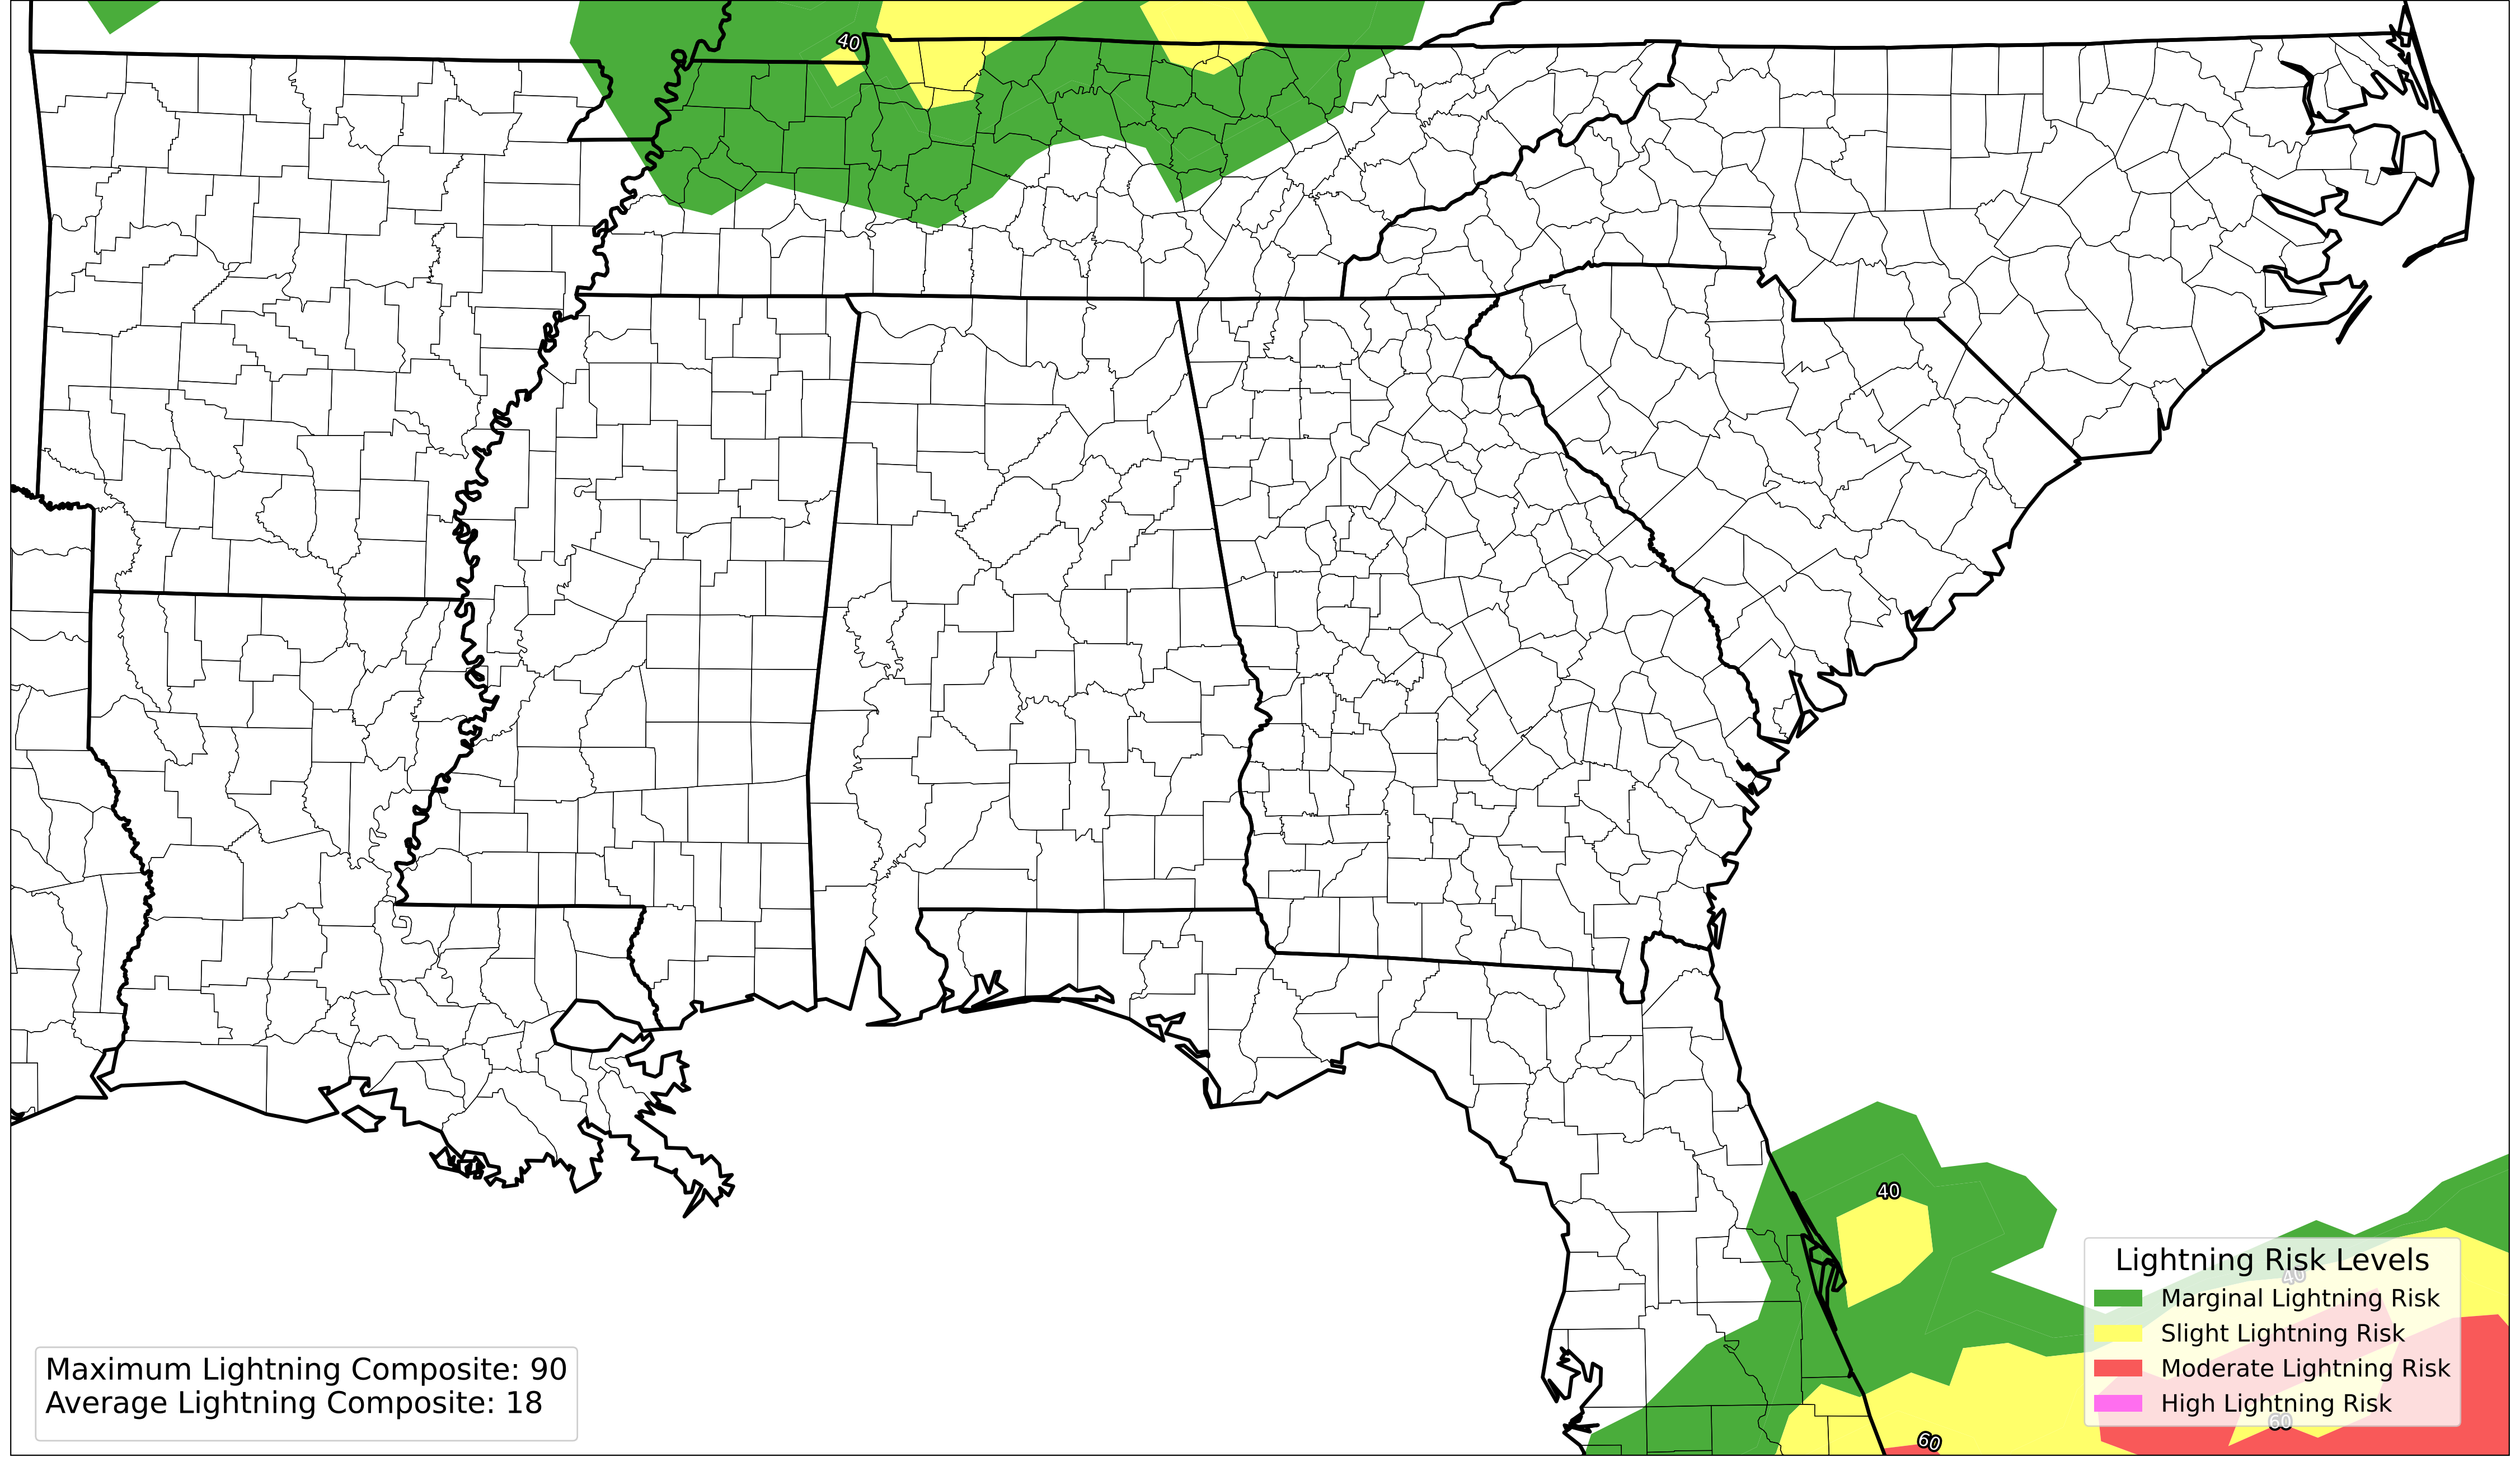 40
40
Lightning Risk Levels
40
Marginal Lightning Risk
Slight Lightning Risk
Maximum Lightning Composite: 90
Moderate Lightning Risk
Average Lightning Composite: 18
High Lightning Risk
60
60